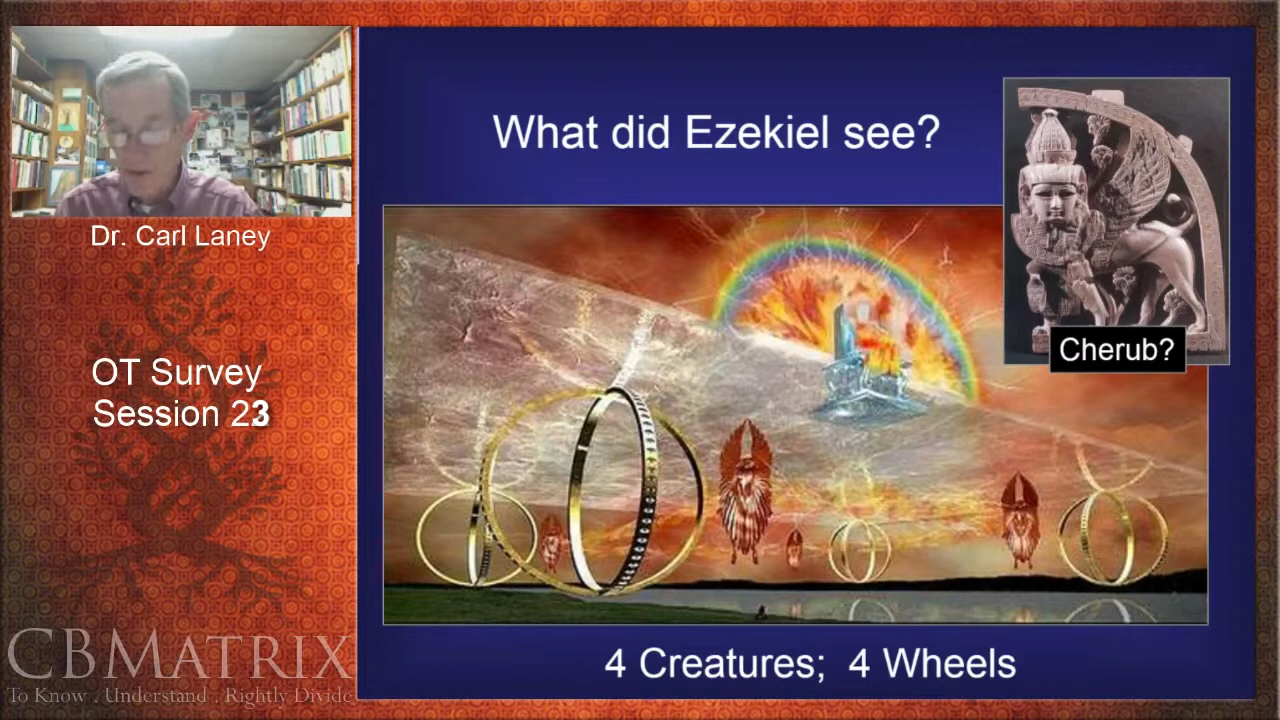 Dr. Carl Laney
OT Survey
Session 23
CBMATRIX
To Know . Understand . Rightly Divide
What did Ezekiel see?
Cherub?
4 Creatures; 4 Wheels